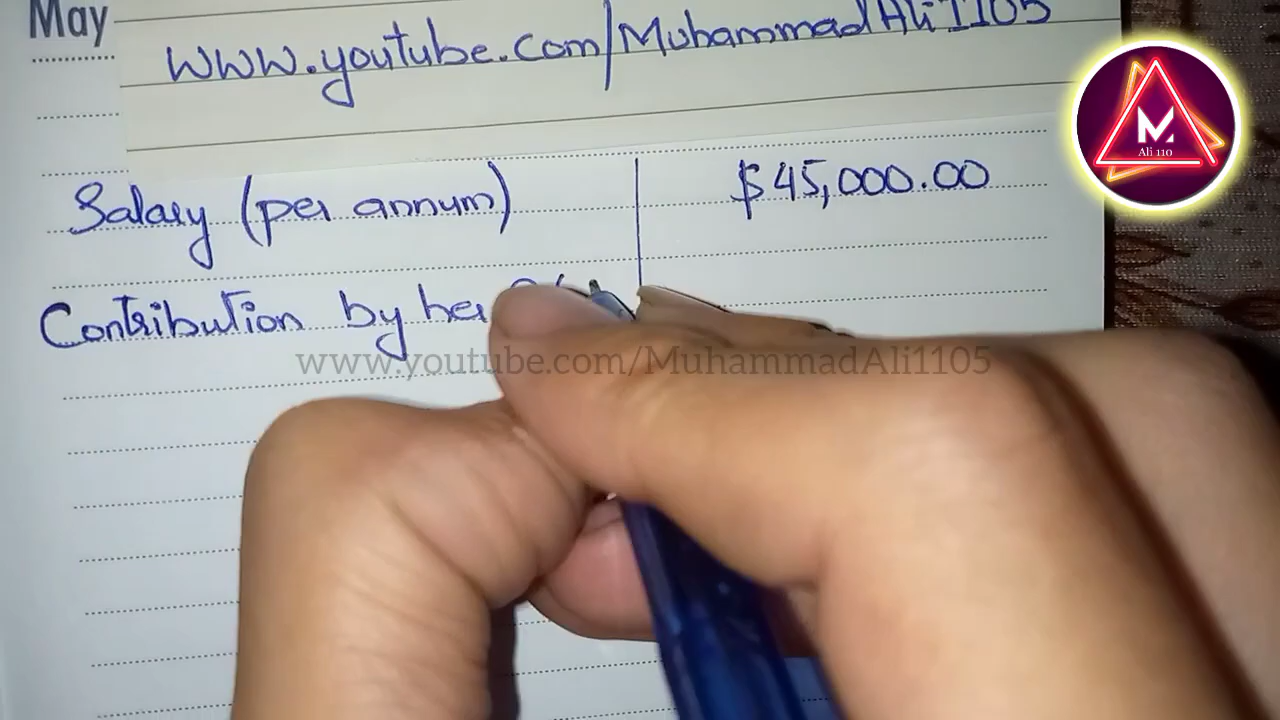 May
www.youtube.com/MuhammadAli1105
M
Ali 110
Salary (per annum) $45,000.00
Contribution by her
www.youtube.com/MuhammadAli1105